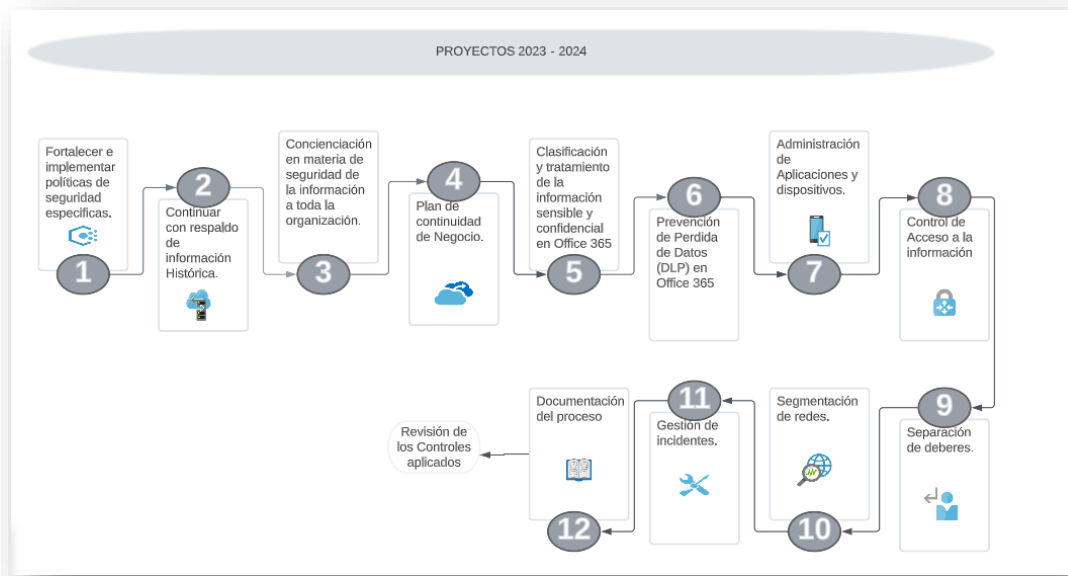 PROYECTOS 2023 - 2024
Fortalecer e
implementar
políticas de
seguridad
específicas.
1
2
Continuar
con respaldo
de
información
Histórica.
Concienciación
en materia de
seguridad de
la información
a toda la
organización.
3
4
Plan de
continuidad
de Negocio.
Clasificación
y tratamiento
de la
información
sensible y
confidencial
en Office 365
5
6
Prevención
de Perdida
de Datos
(DLP) en
Office 365
Administración
de
Aplicaciones y
dispositivos.
7
8
Control de
Acceso a la
información
9
Separación
de deberes.
Segmentación
de redes.
10
11
Gestión de
incidentes.
Documentación
del proceso
12
Revisión de
los Controles
aplicados